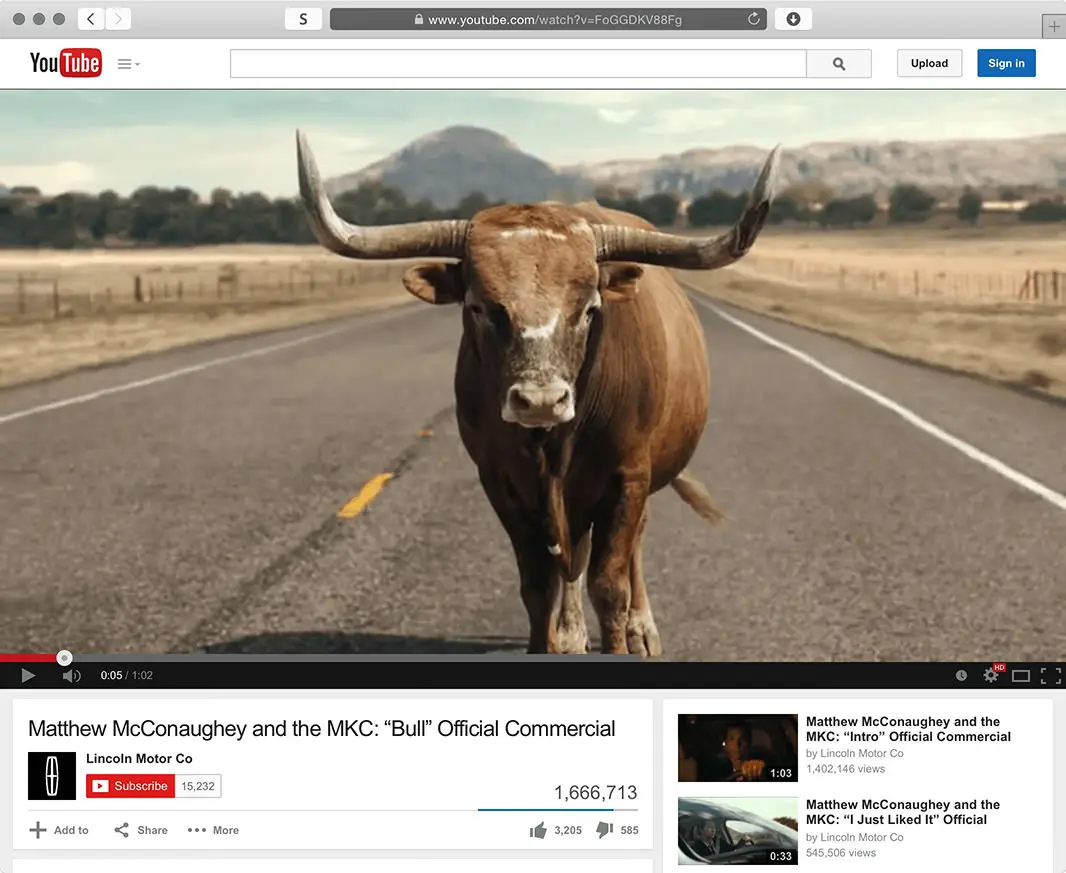 S
www.youtube.com/watch?v=FoGGDKV88Fg
YouTube
Upload
Sign in
0:05 / 1:02
HD
Matthew McConaughey and the MKC: “Bull” Official Commercial
Lincoln Motor Co
Subscribe
15,232
1,666,713
Add to
Share
More
3,205
585
1:03
Matthew McConaughey and the
MKC: “Intro” Official Commercial
by Lincoln Motor Co
1,402,146 views
0:33
Matthew McConaughey and the
MKC: “I Just Liked It” Official
by Lincoln Motor Co
545,506 views